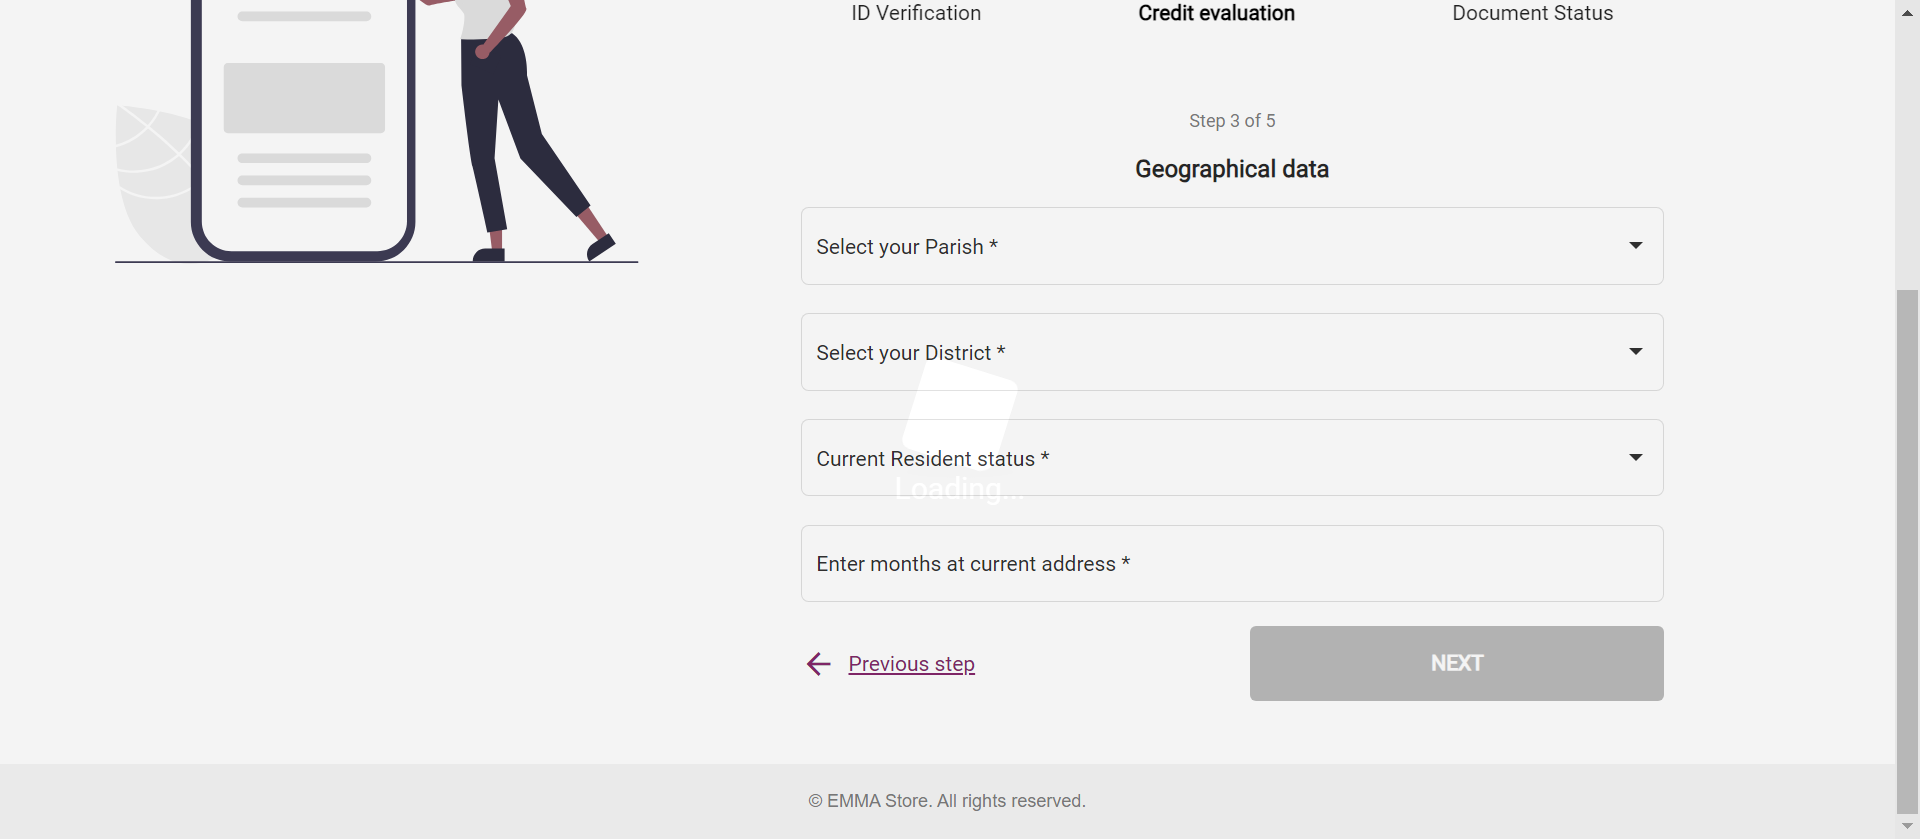 ID Verification
Credit evaluation
Document Status
Step 3 of 5
Geographical data
Select your Parish *
Select your District *
Current Resident status *
Loading...
Enter months at current address *
Previous step
NEXT
© EMMA Store. All rights reserved.